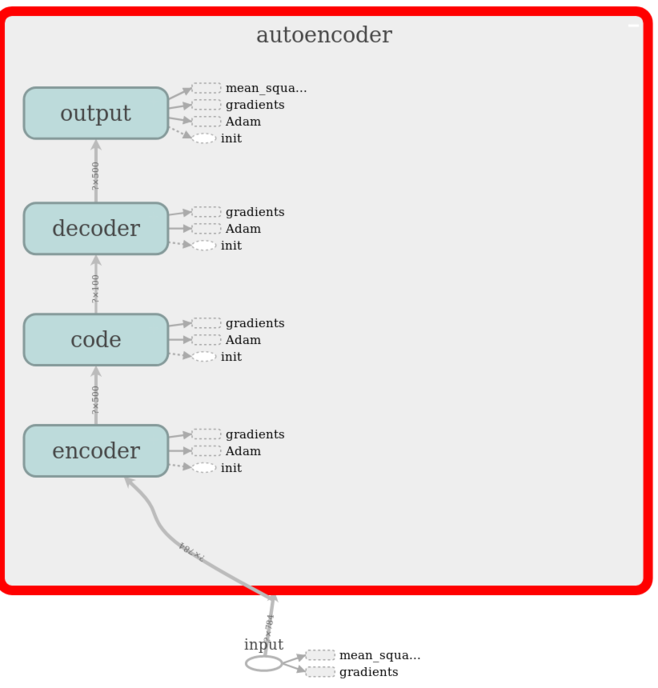 autoencoder
output
mean_squa...
gradients
Adam
init
?×500
decoder
gradients
Adam
init
?×100
code
gradients
Adam
init
?×500
encoder
gradients
Adam
init
?×784
?×784
input
mean_squa...
gradients